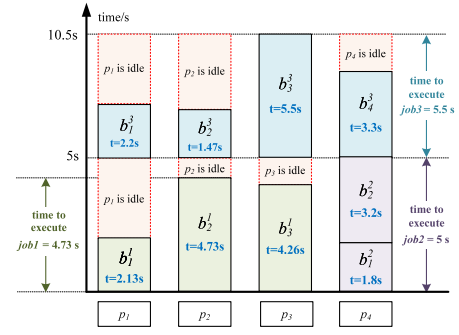 time/s
10.5s
p₁ is idle
p₂ is idle
b₃³
t=5.5s
p₄ is idle
b₁³
t=2.2s
b₂³
t=1.47s
b₄³
t=3.3s
time to
execute
job3 = 5.5 s
5s
p₁ is idle
p₂ is idle
b₂¹
t=4.73s
p₃ is idle
b₃¹
t=4.26s
b₂²
t=3.2s
b₁¹
t=2.13s
b₁²
t=1.8s
time to
execute
job1 = 4.73 s
time to
execute
job2 = 5 s
p₁
p₂
p₃
p₄